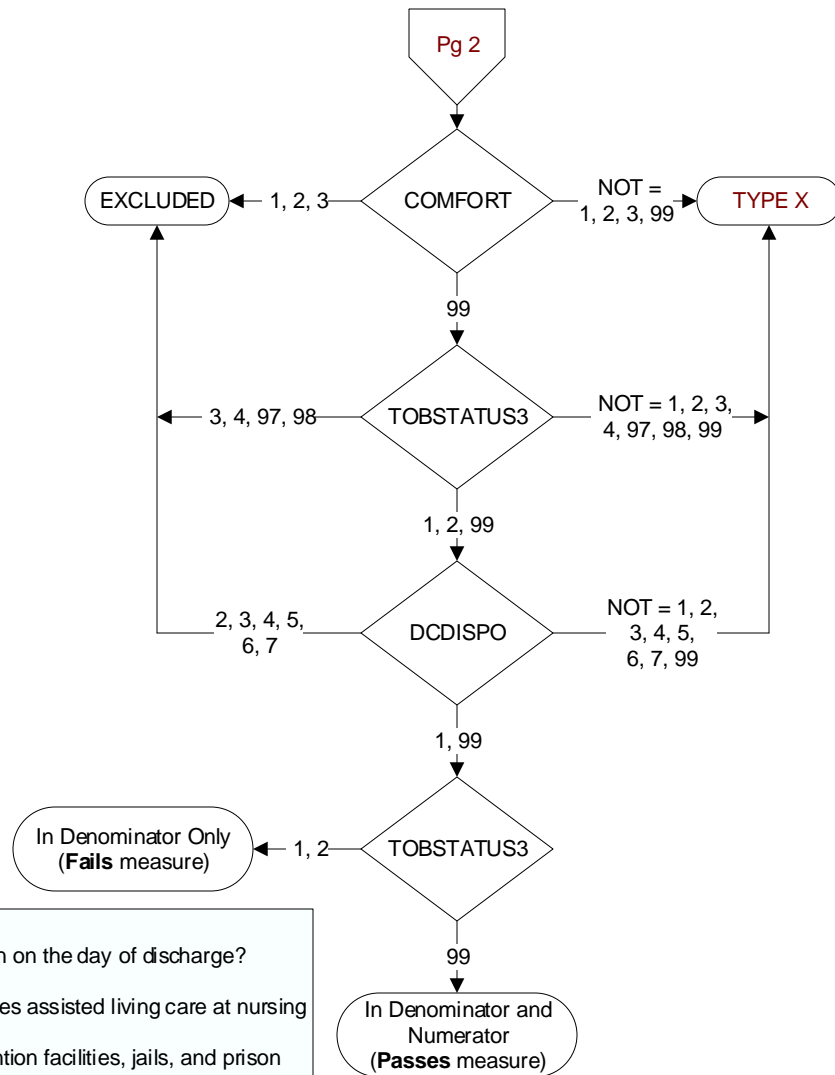 Pg 2
COMFORT
EXCLUDED
1, 2, 3
NOT =
1, 2, 3, 99
TYPE X
99
TOBSTATUS3
3, 4, 97, 98
NOT = 1, 2, 3,
4, 97, 98, 99
1, 2, 99
DCDISPO
2, 3, 4, 5,
6, 7
NOT = 1, 2,
3, 4, 5,
6, 7, 99
1, 99
TOBSTATUS3
1, 2
In Denominator Only
(Fails measure)
99
In Denominator and
Numerator
(Passes measure)
on the day of discharge?
assisted living care at nursing
facilities, jails, and prison